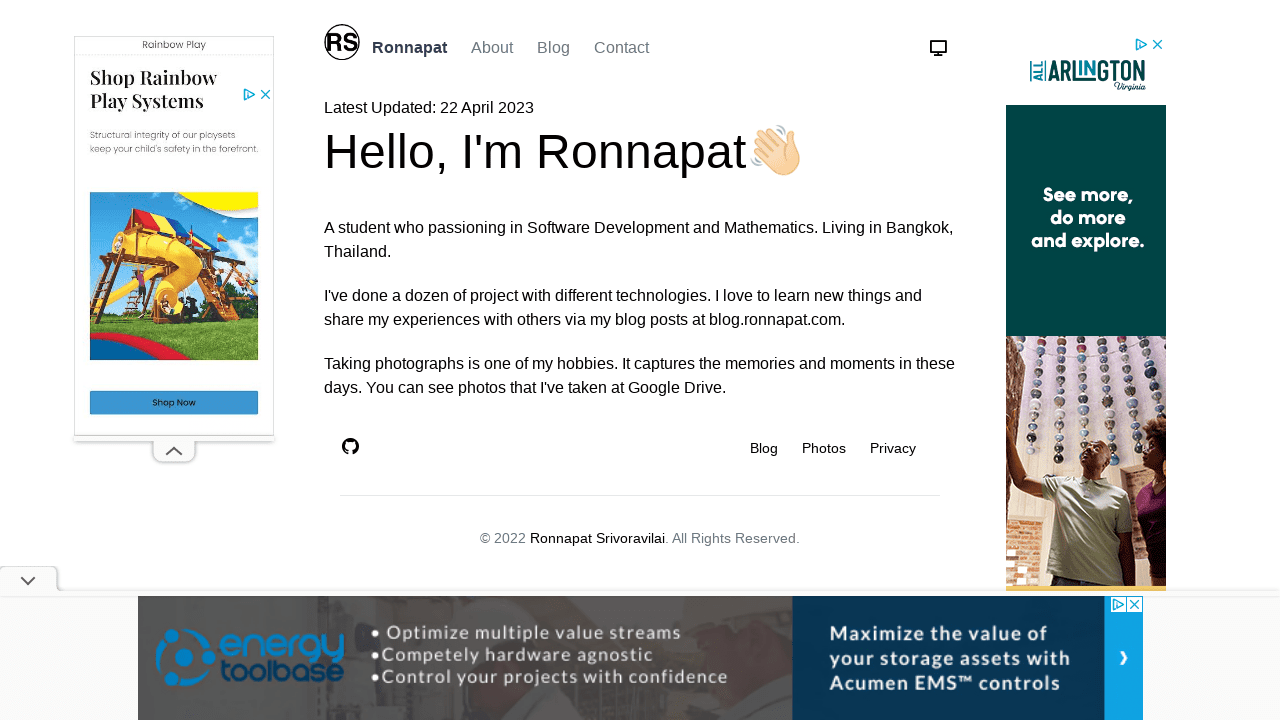 Rainbow Play
Shop Rainbow
Play Systems
Structural integrity of our playsets
keep your child's safety in the forefront.
Shop Now
RS
Ronnapat
About
Blog
Contact
Latest Updated: 22 April 2023
Hello, I'm Ronnapat👋🏻
A student who passioning in Software Development and Mathematics. Living in Bangkok,
Thailand.
I've done a dozen of project with different technologies. I love to learn new things and
share my experiences with others via my blog posts at blog.ronnapat.com.
Taking photographs is one of my hobbies. It captures the memories and moments in these
days. You can see photos that I've taken at Google Drive.
Blog
Photos
Privacy
© 2022 Ronnapat Srivoravilai. All Rights Reserved.
ALL ARLINGTON
Virginia
See more,
do more
and explore.
energy
toolbase
• Optimize multiple value streams
•Competely hardware agnostic
•Control your projects with confidence
Maximize the value of
your storage assets with
Acumen EMS™ controls